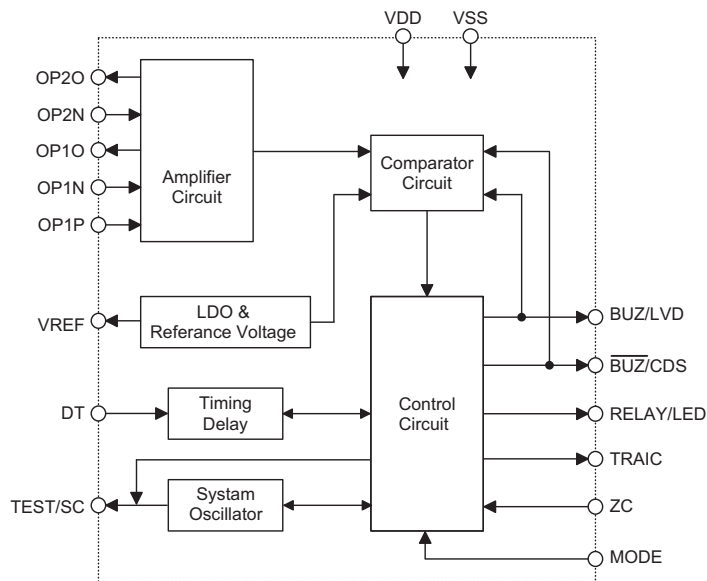 VDD
VSS
OP2O
OP2N
OP1O
OP1N
OP1P
Amplifier
Circuit
Comparator
Circuit
VREF
LDO &
Referance Voltage
BUZ/LVD
BUZ/CDS
DT
Timing
Delay
Control
Circuit
RELAY/LED
TRAIC
TEST/SC
Systam
Oscillator
ZC
MODE